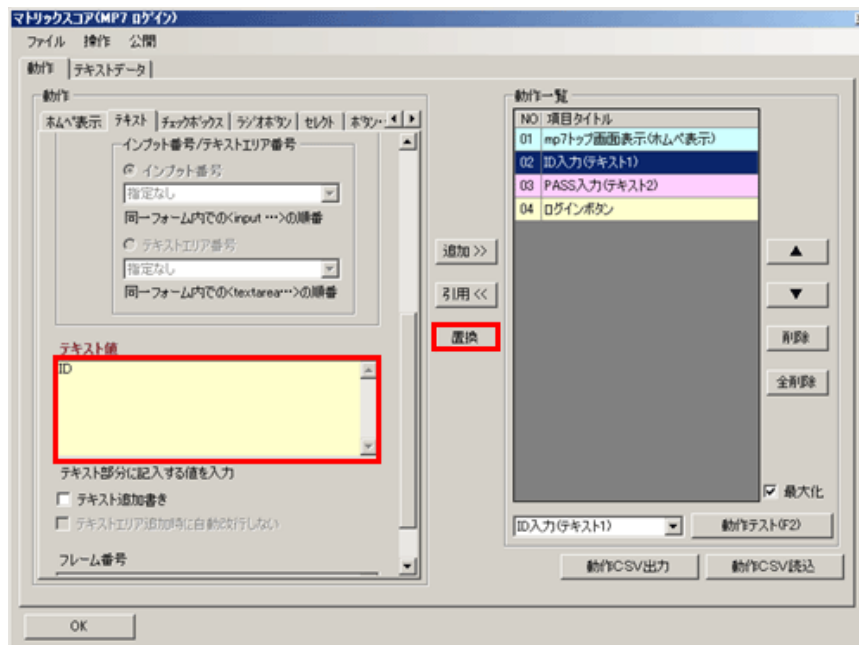 マトリックスコア(MP7 ログイン)
ファイル 操作 公開
動作 テキストデータ
動作
ホムペ表示 テキスト チェックボックス ラジオボタン セレクト ボタン・
インプット番号/テキストエリア番号
インプット番号
指定なし
同一フォーム内での<input …>の順番
テキストエリア番号
指定なし
同一フォーム内での<textarea…>の順番
テキスト値
ID
テキスト部分に記入する値を入力
テキスト追加書き
テキストエリア追加時に自動改行しない
フレーム番号
追加 >>
引用 <<
置換
動作一覧
NO 項目タイトル
01 mp7トップ画面表示(ホムペ表示)
02 ID入力(テキスト1)
03 PASS入力(テキスト2)
04 ログインボタン
▲
▼
削除
全削除
最大化
ID入力(テキスト1) 動作テスト(F2)
動作CSV出力 動作CSV読込
OK